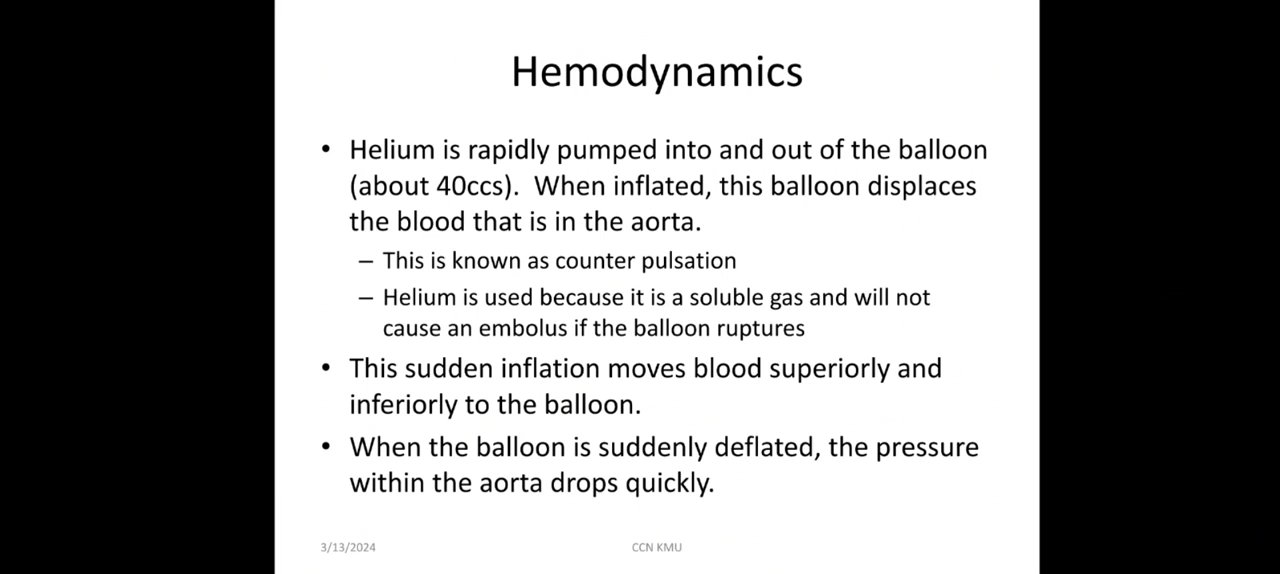 Hemodynamics
• Helium is rapidly pumped into and out of the balloon
(about 40ccs).  When inflated, this balloon displaces
the blood that is in the aorta.
– This is known as counter pulsation
– Helium is used because it is a soluble gas and will not
cause an embolus if the balloon ruptures
• This sudden inflation moves blood superiorly and
inferiorly to the balloon.
• When the balloon is suddenly deflated, the pressure
within the aorta drops quickly.
3/13/2024
CCN KMU